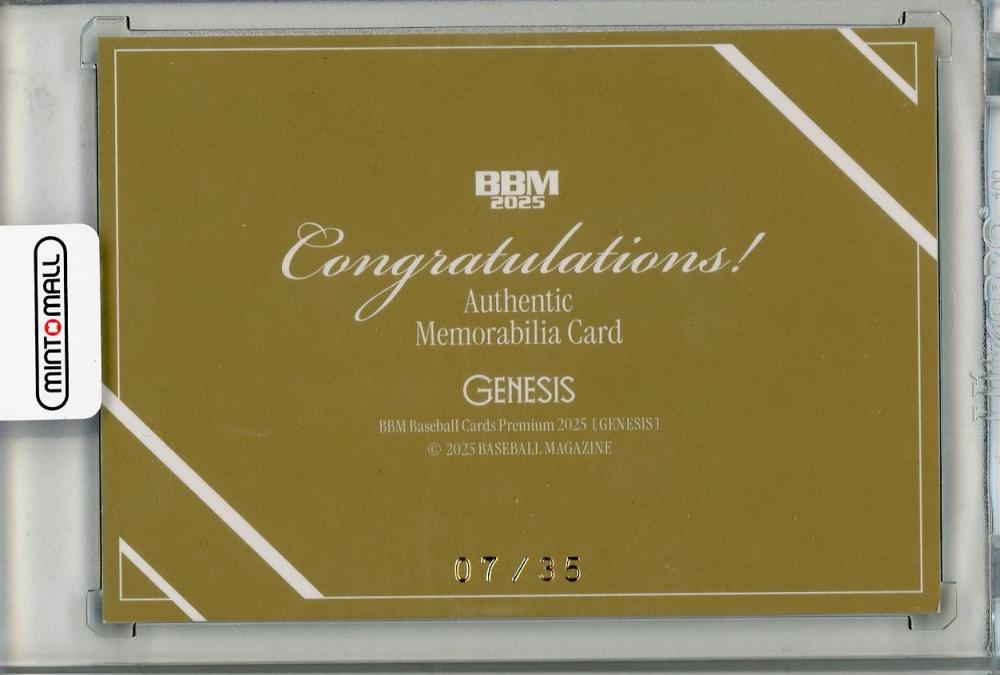 BBM
2025
Congratulations!
Authentic
Memorabilia Card
GENESIS
BBM Baseball Cards Premium 2025 [GENESIS]
© 2025 BASEBALL MAGAZINE
07/35
MINTOMALL